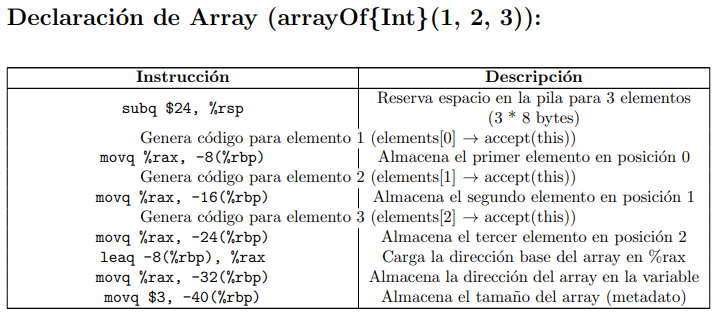 Declaración de Array (arrayOf{Int}(1, 2, 3)):
Instrucción Descripción
subq $24, %rsp Reserva espacio en la pila para 3 elementos
(3 * 8 bytes)
Genera código para elemento 1 (elements[0] → accept(this))
movq %rax, -8(%rbp) Almacena el primer elemento en posición 0
Genera código para elemento 2 (elements[1] → accept(this))
movq %rax, -16(%rbp) Almacena el segundo elemento en posición 1
Genera código para elemento 3 (elements[2] → accept(this))
movq %rax, -24(%rbp) Almacena el tercer elemento en posición 2
leaq -8(%rbp), %rax Carga la dirección base del array en %rax
movq %rax, -32(%rbp) Almacena la dirección del array en la variable
movq $3, -40(%rbp) Almacena el tamaño del array (metadato)